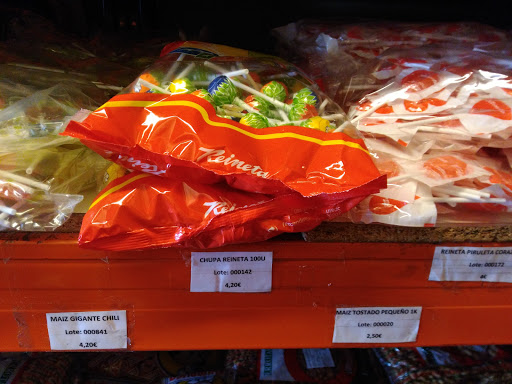 Reineta
Reineta
CHUPA REINETA 100U
Lote: 000142
4,20€
REINETA PIRULETA CORAZ
Lote: 000172
4€
MAIZ GIGANTE CHILI
Lote: 000841
4,20€
MAIZ TOSTADO PEQUEÑO 1K
Lote: 000020
2,50€